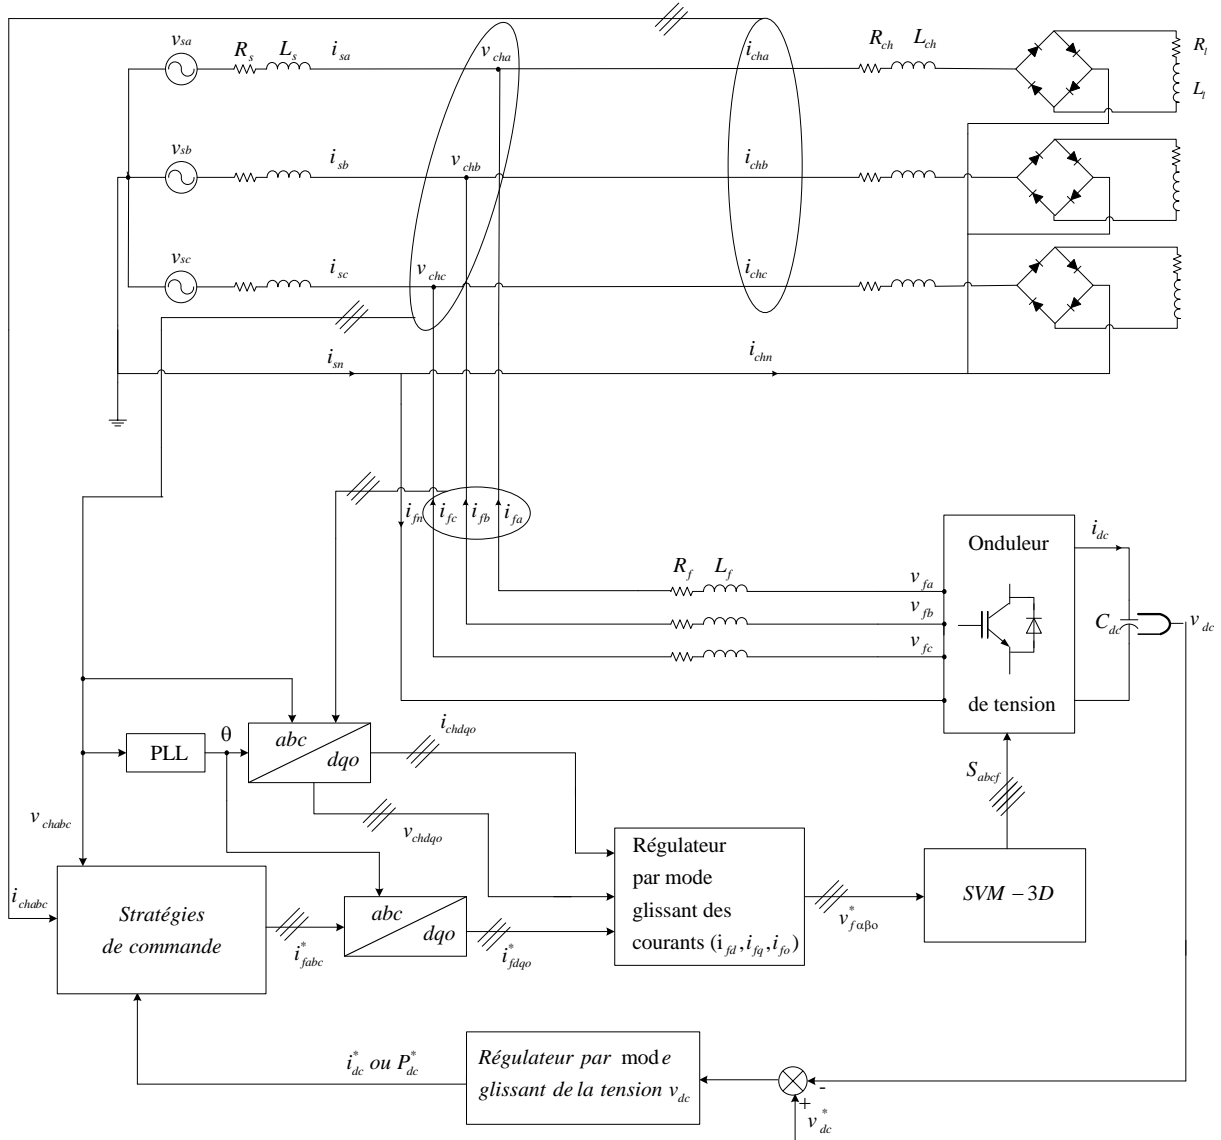 v_sa
R_s L_s i_sa v_cha i_cha R_ch L_ch R_l
L_l
v_sb i_sb v_chb i_chb
v_sc i_sc v_chc i_chc
i_sn i_chn
i_fn i_fc i_fb i_fa
Onduleur
de tension
i_dc
R_f L_f v_fa
v_fb
v_fc
C_dc v_dc
S_abcf
PLL θ abc
dqo
i_chdqo
v_chabc v_chdqo
i_chabc
Stratégies
de commande
i*_fabc
abc
dqo
i*_fdqo
Régulateur
par mode
glissant des
courants (i_fd, i_fq, i_fo)
v*_fαβo
SVM − 3D
i*_dc ou P*_dc
Régulateur par mode
glissant de la tension v_dc
-
+
v*_dc